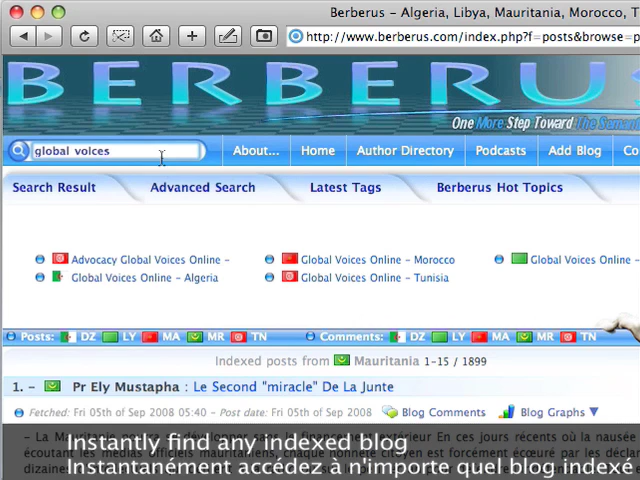 Berberus – Algeria, Libya, Mauritania, Morocco, T
http://www.berberus.com/index.php?f=posts&browse=p
BERBERUS
One More Step Toward The Semant
global voices
About... Home Author Directory Podcasts Add Blog Co
Search Result Advanced Search Latest Tags Berberus Hot Topics
Advocacy Global Voices Online – Global Voices Online – Morocco Global Voices Onlin
Global Voices Online – Algeria Global Voices Online – Tunisia
Posts: DZ LY MA MR TN Comments: DZ LY MA MR TN
Indexed posts from Mauritania 1-15 / 1899
1. – Pr Ely Mustapha : Le Second "miracle" De La Junte
Fetched: Fri 05th of Sep 2008 05:40 – Post date: Fri 05th of Sep 2008 Blog Comments Blog Graphs
Instantly find any indexed blog
Instantanément accédez à n'importe quel blog indexé